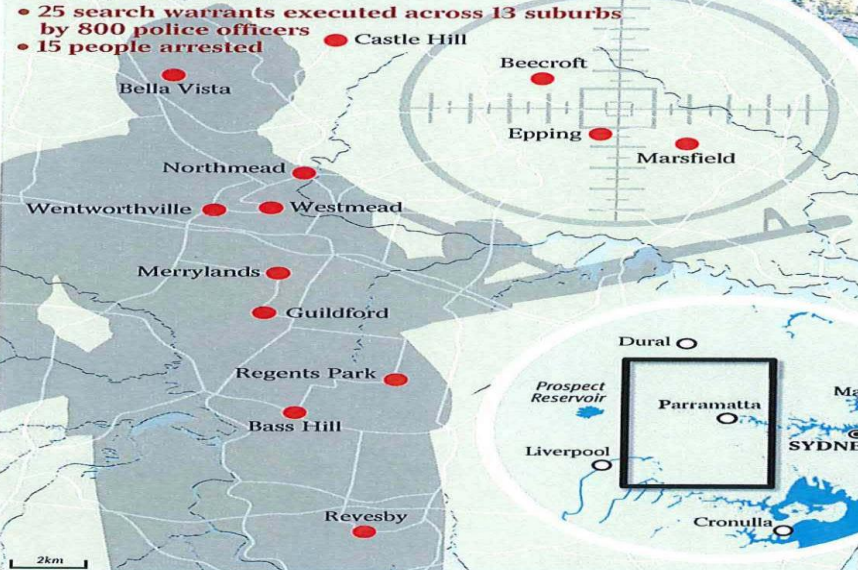 • 25 search warrants executed across 13 suburbs
by 800 police officers
• 15 people arrested
Castle Hill
Beecroft
Bella Vista
Epping
Marsfield
Northmead
Wentworthville
Westmead
Merrylands
Guildford
Dural
Regents Park
Prospect
Reservoir
Parramatta
Bass Hill
Liverpool
Revesby
Cronulla
2km